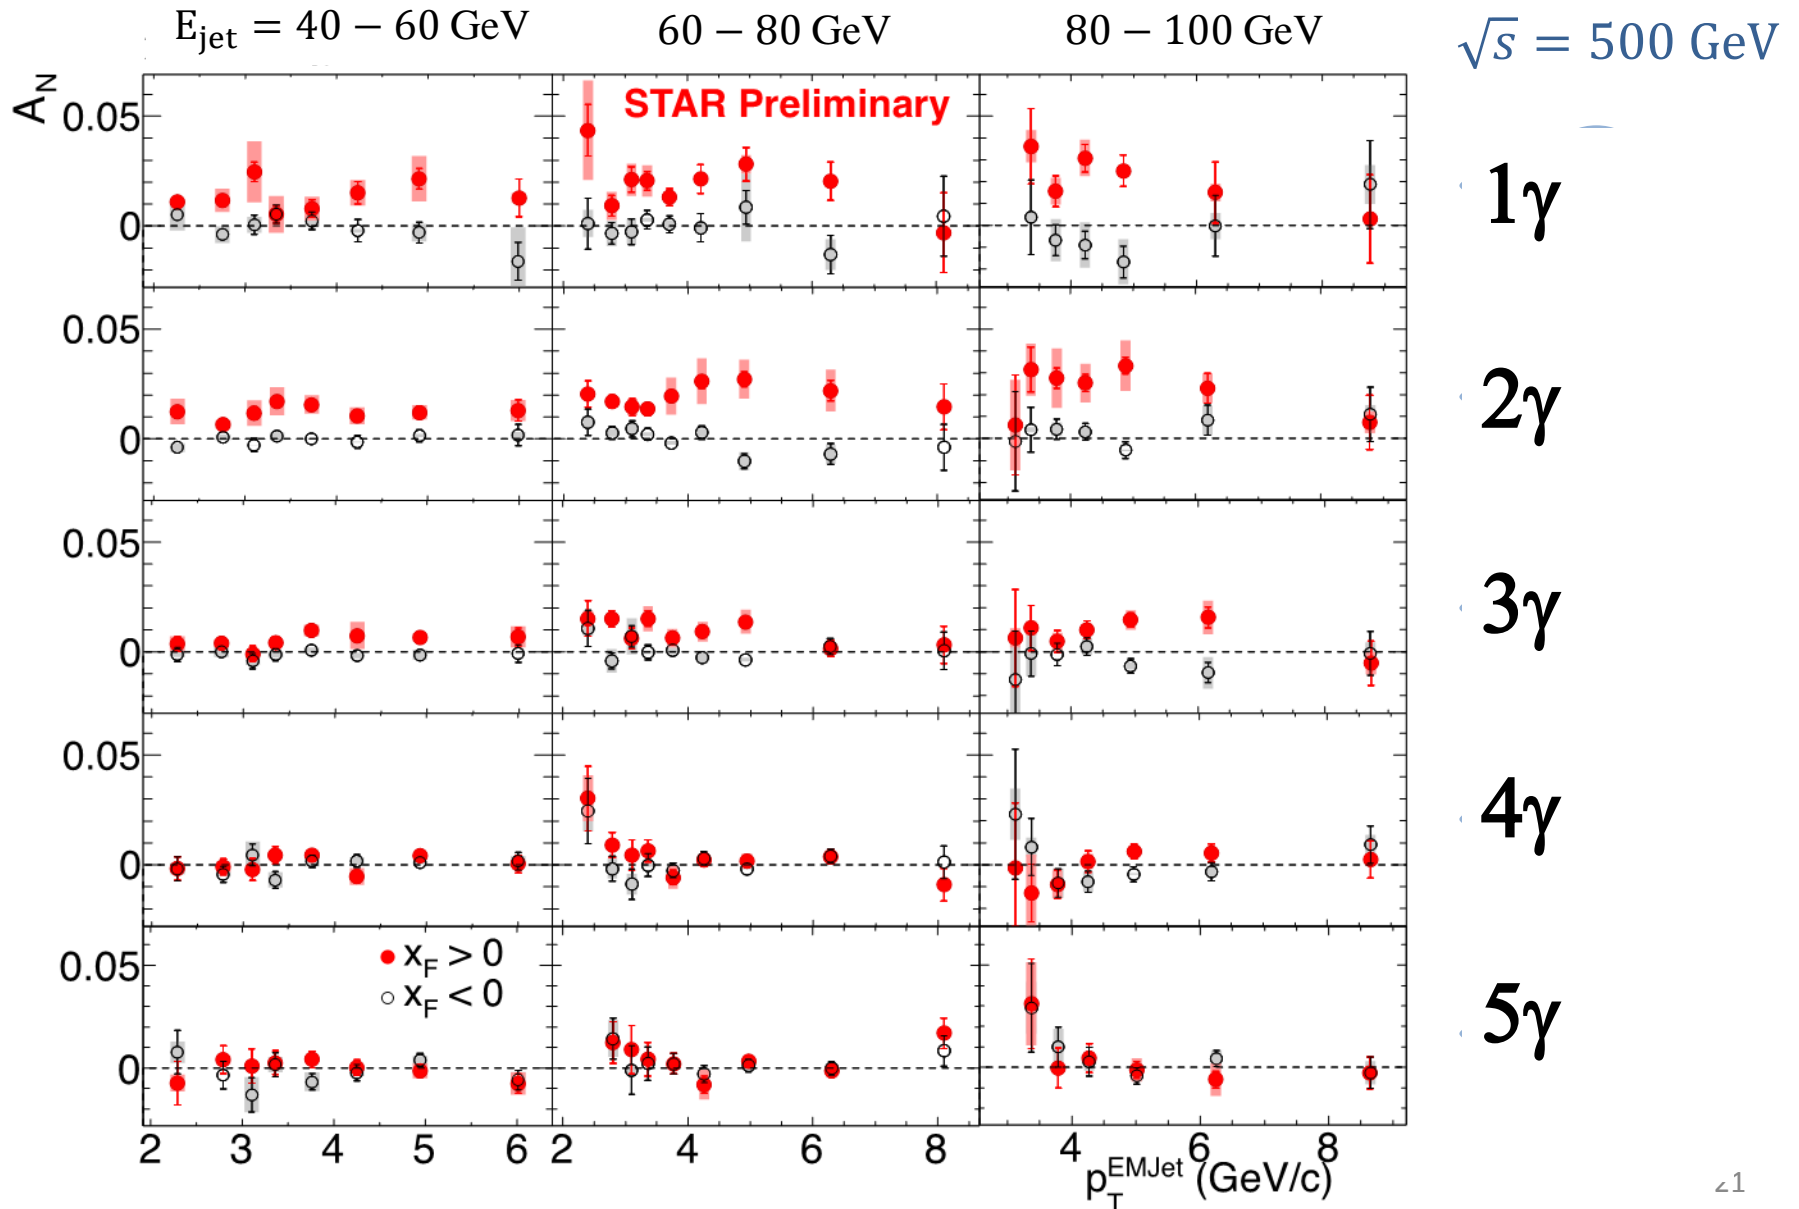 E_jet = 40 − 60 GeV 60 − 80 GeV 80 − 100 GeV √s = 500 GeV
A_N
STAR Preliminary
0.05
0
1γ
0.05
0
2γ
0.05
0
3γ
0.05
0
4γ
x_F > 0
0.05
x_F < 0
5γ
0
2 3 4 5 6 2 4 6 8 4 6 8
p_T^EMJet (GeV/c)
21